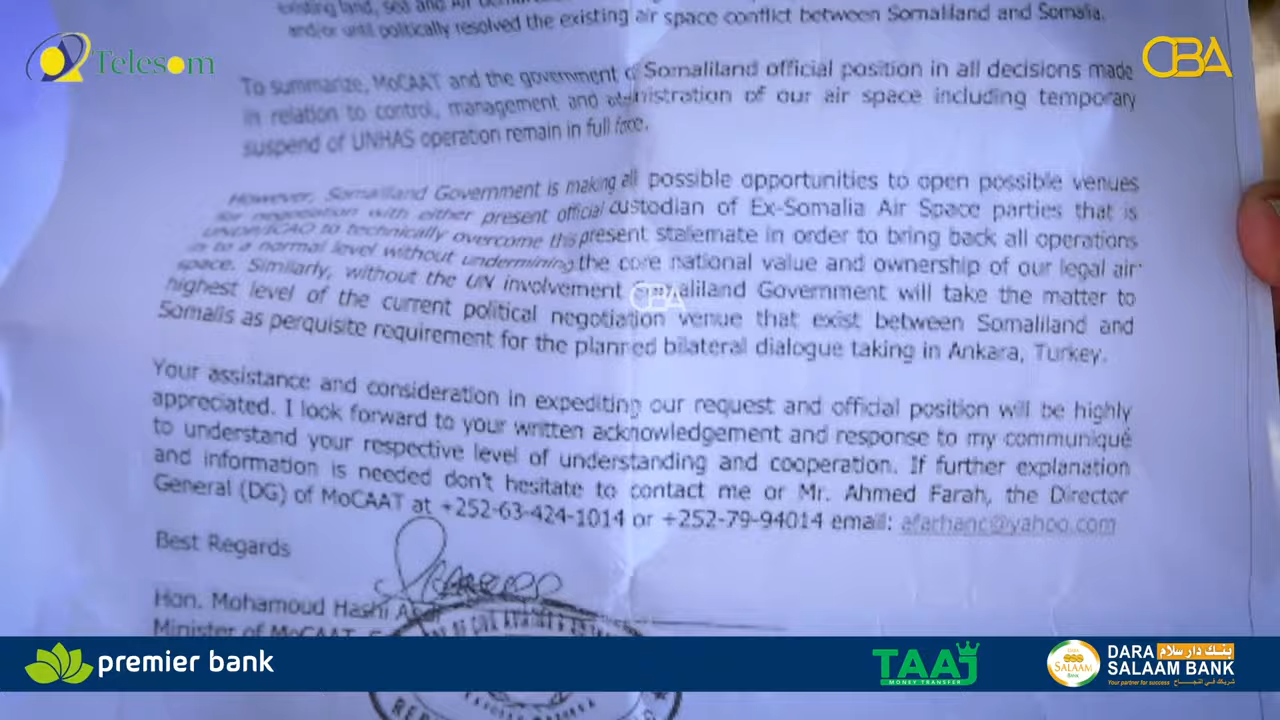 existing land, sea and Air
and/or until politically resolved the existing air space conflict between Somaliland and Somalia.
Telesom
CBA
To summarize, MoCAAT and the government of Somaliland official position in all decisions made
in relation to control, management and administration of our air space including temporary
suspend of UNHAS operation remain in full force.
However, Somaliland Government is making all possible opportunities to open possible venues
for negotiation with either present official custodian of Ex-Somalia Air Space parties that is
UNDP/ICAO to technically overcome this present stalemate in order to bring back all operations
in to a normal level without undermining the core national value and ownership of our legal air
space. Similarly, without the UN involvement Somaliland Government will take the matter to
CBA
highest level of the current political negotiation venue that exist between Somaliland and
Somalis as perquisite requirement for the planned bilateral dialogue taking in Ankara, Turkey.
Your assistance and consideration in expediting our request and official position will be highly
appreciated. I look forward to your written acknowledgement and response to my communiqué
to understand your respective level of understanding and cooperation. If further explanation
and information is needed don't hesitate to contact me or Mr. Ahmed Farah, the Director
General (DG) of MoCAAT at +252-63-424-1014 or +252-79-94014 email: afarhanc@yahoo.com
Best Regards
Hon. Mohamoud Hashi
Minister of MoCAAT
premier bank
TAAJ
MONEY TRANSFER
SALAAM
DARA بنك دار سلام
SALAAM BANK
Your partner for success شريكك في النجاح